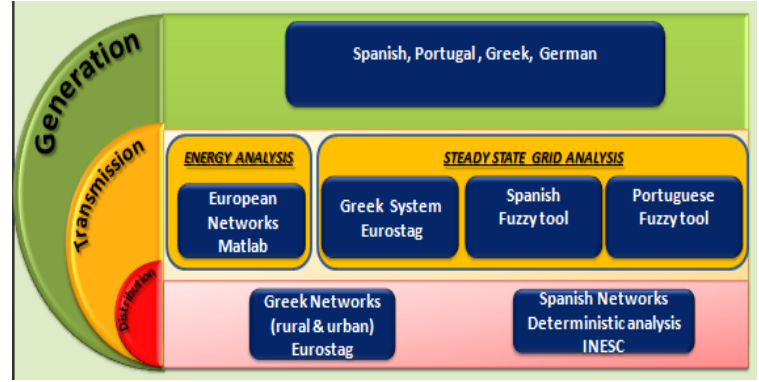 Generation
Spanish, Portugal, Greek, German
Transmission
ENERGY ANALYSIS
European
Networks
Matlab
STEADY STATE GRID ANALYSIS
Greek System
Eurostag
Spanish
Fuzzy tool
Portuguese
Fuzzy tool
Distribution
Greek Networks
(rural & urban)
Eurostag
Spanish Networks
Deterministic analysis
INESC